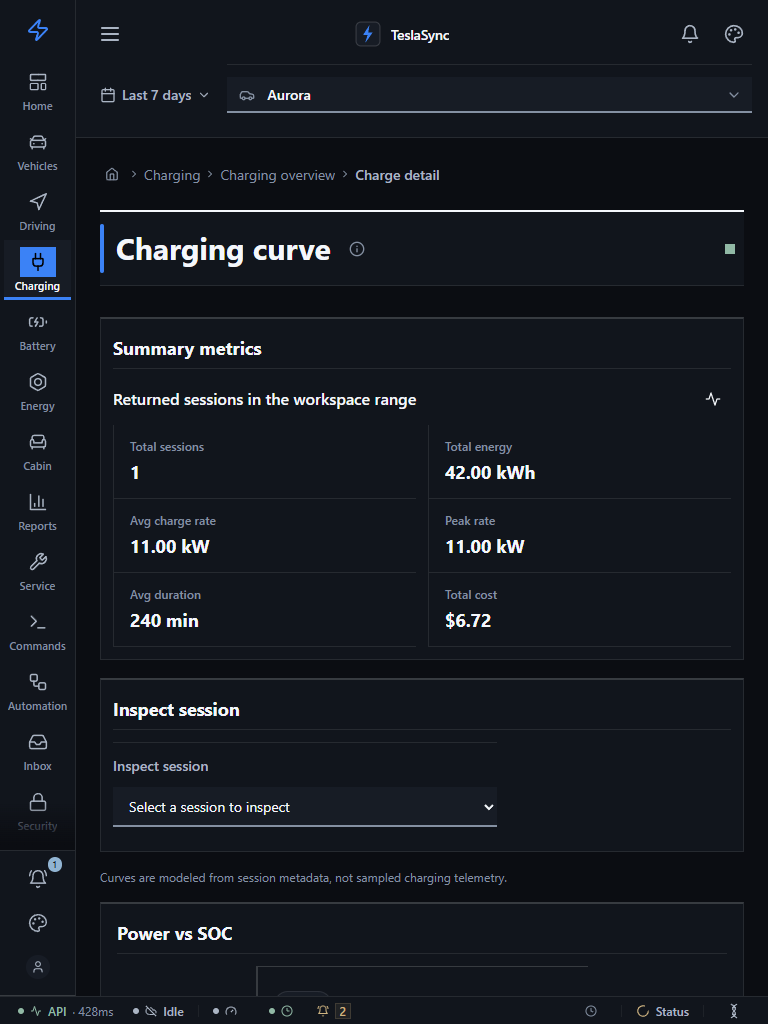 TeslaSync
Last 7 days
Aurora
Home
Vehicles
Driving
Charging
Battery
Energy
Cabin
Reports
Service
Commands
Automation
Inbox
Security
1
Charging
Charging overview
Charge detail
Charging curve
Summary metrics
Returned sessions in the workspace range
Total sessions
1
Total energy
42.00 kWh
Avg charge rate
11.00 kW
Peak rate
11.00 kW
Avg duration
240 min
Total cost
$6.72
Inspect session
Inspect session
Select a session to inspect
Curves are modeled from session metadata, not sampled charging telemetry.
Power vs SOC
API · 428ms
Idle
2
Status